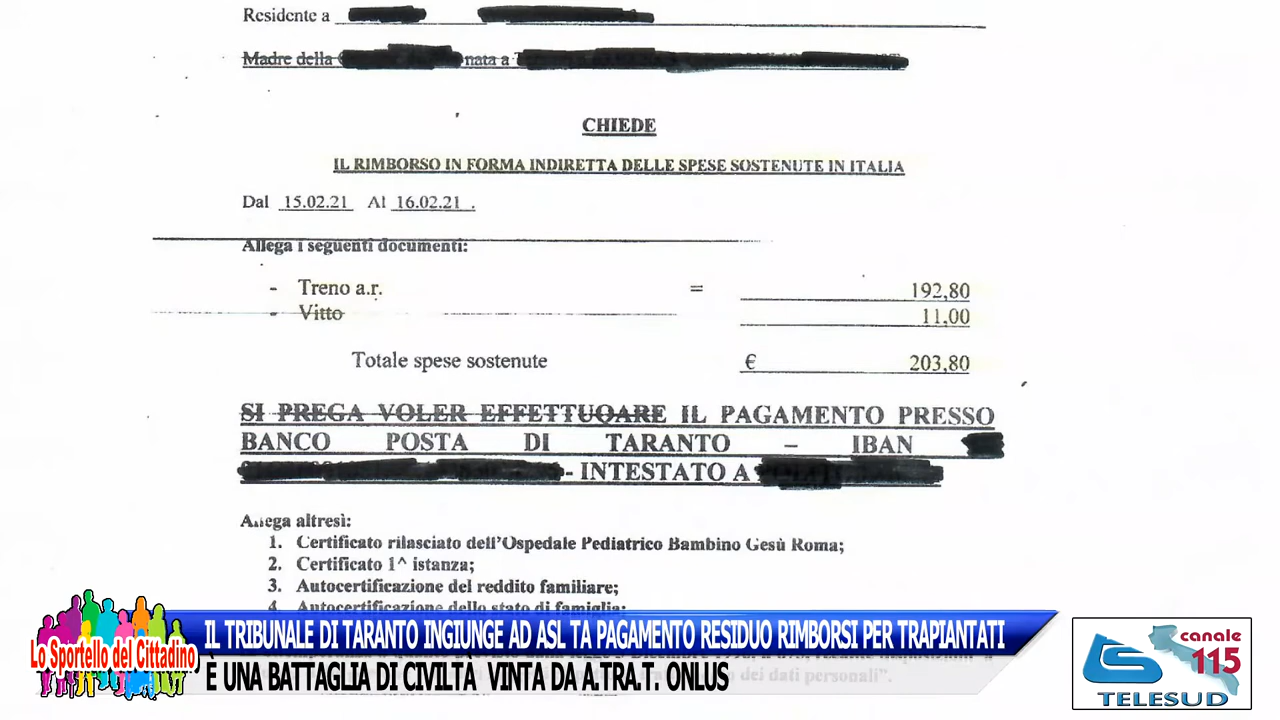 Residente a
Madre della nata a
CHIEDE
IL RIMBORSO IN FORMA INDIRETTA DELLE SPESE SOSTENUTE IN ITALIA
Dal 15.02.21 Al 16.02.21 .
Allega i seguenti documenti:
- Treno a.r. = 192,80
- Vitto 11,00
Totale spese sostenute € 203,80
SI PREGA VOLER EFFETTUQARE IL PAGAMENTO PRESSO
BANCO POSTA DI TARANTO – IBAN
- INTESTATO A
Allega altresì:
1. Certificato rilasciato dell'Ospedale Pediatrico Bambino Gesù Roma;
2. Certificato 1^ istanza;
3. Autocertificazione del reddito familiare;
4. Autocertificazione dello stato di famiglia;
IL TRIBUNALE DI TARANTO INGIUNGE AD ASL TA PAGAMENTO RESIDUO RIMBORSI PER TRAPIANTATI
Lo Sportello del Cittadino
È UNA BATTAGLIA DI CIVILTÀ VINTA DA A.TRA.T. ONLUS
dei dati personali".
canale
115
TELESUD